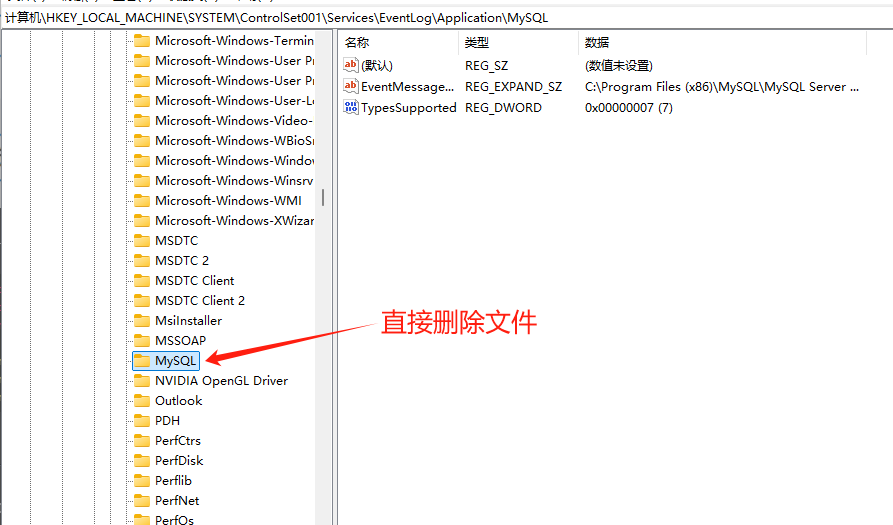 计算机\HKEY_LOCAL_MACHINE\SYSTEM\ControlSet001\Services\EventLog\Application\MySQL
名称 类型 数据
(默认) REG_SZ (数值未设置)
EventMessage... REG_EXPAND_SZ C:\Program Files (x86)\MySQL\MySQL Server ...
TypesSupported REG_DWORD 0x00000007 (7)
Microsoft-Windows-Termin
Microsoft-Windows-User P
Microsoft-Windows-User P
Microsoft-Windows-User-L
Microsoft-Windows-Video-
Microsoft-Windows-WBioS
Microsoft-Windows-Windo
Microsoft-Windows-Winsrv
Microsoft-Windows-WMI
Microsoft-Windows-XWizar
MSDTC
MSDTC 2
MSDTC Client
MSDTC Client 2
MsiInstaller
MSSOAP
MySQL
NVIDIA OpenGL Driver
Outlook
PDH
PerfCtrs
PerfDisk
Perflib
PerfNet
PerfOs
直接删除文件